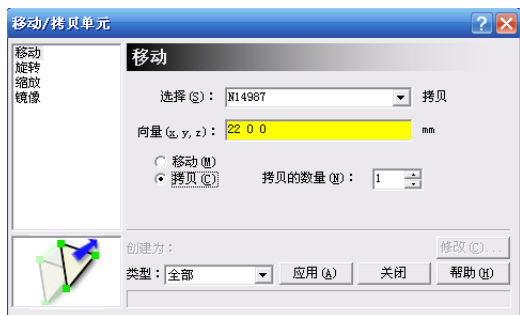 移动/拷贝单元
移动
旋转
缩放
镜像
移动
选择(S)： N14987 拷贝
向量(x, y, z)： 22 0 0 mm
移动(M)
拷贝(C) 拷贝的数量(N)： 1
创建为： 修改(C)...
类型：全部 应用(A) 关闭 帮助(H)